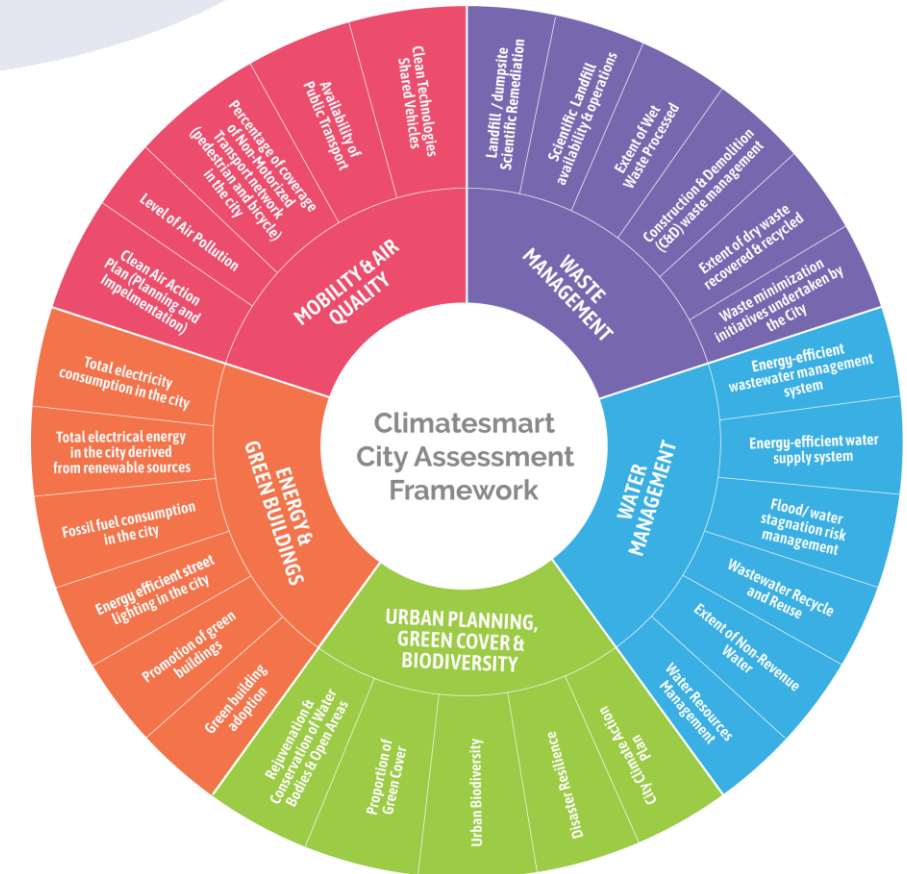 Climatesmart
City Assessment
Framework
WASTE
MANAGEMENT
Landfill / dumpsite
Scientific Remediation
Scientific Landfill
availability & operations
Extent of Wet
Waste Processed
Construction & Demolition
(C&D) waste management
Extent of dry waste
recovered & recycled
Waste minimization
initiatives undertaken by
the City
WATER
MANAGEMENT
Energy-efficient
wastewater management
system
Energy-efficient water
supply system
Flood/ water
stagnation risk
management
Wastewater Recycle
and Reuse
Extent of Non-Revenue
Water
Water Resources
Management
URBAN PLANNING,
GREEN COVER &
BIODIVERSITY
City Climate Action
Plan
Disaster Resilience
Urban Biodiversity
Proportion of
Green Cover
Rejuvenation &
Conservation of Water
Bodies & Open Areas
ENERGY &
GREEN BUILDINGS
Green building
adoption
Promotion of green
buildings
Energy efficient street
lighting in the city
Fossil fuel consumption
in the city
Total electrical energy
in the city derived
from renewable sources
Total electricity
consumption in the city
MOBILITY & AIR
QUALITY
Clean Air Action
Plan (Planning and
Impelmentation)
Level of Air Pollution
Percentage of coverage
of Non-Motorized
Transport network
(pedestrian and bicycle)
in the city
Availability of
Public Transport
Clean Technologies
Shared Vehicles